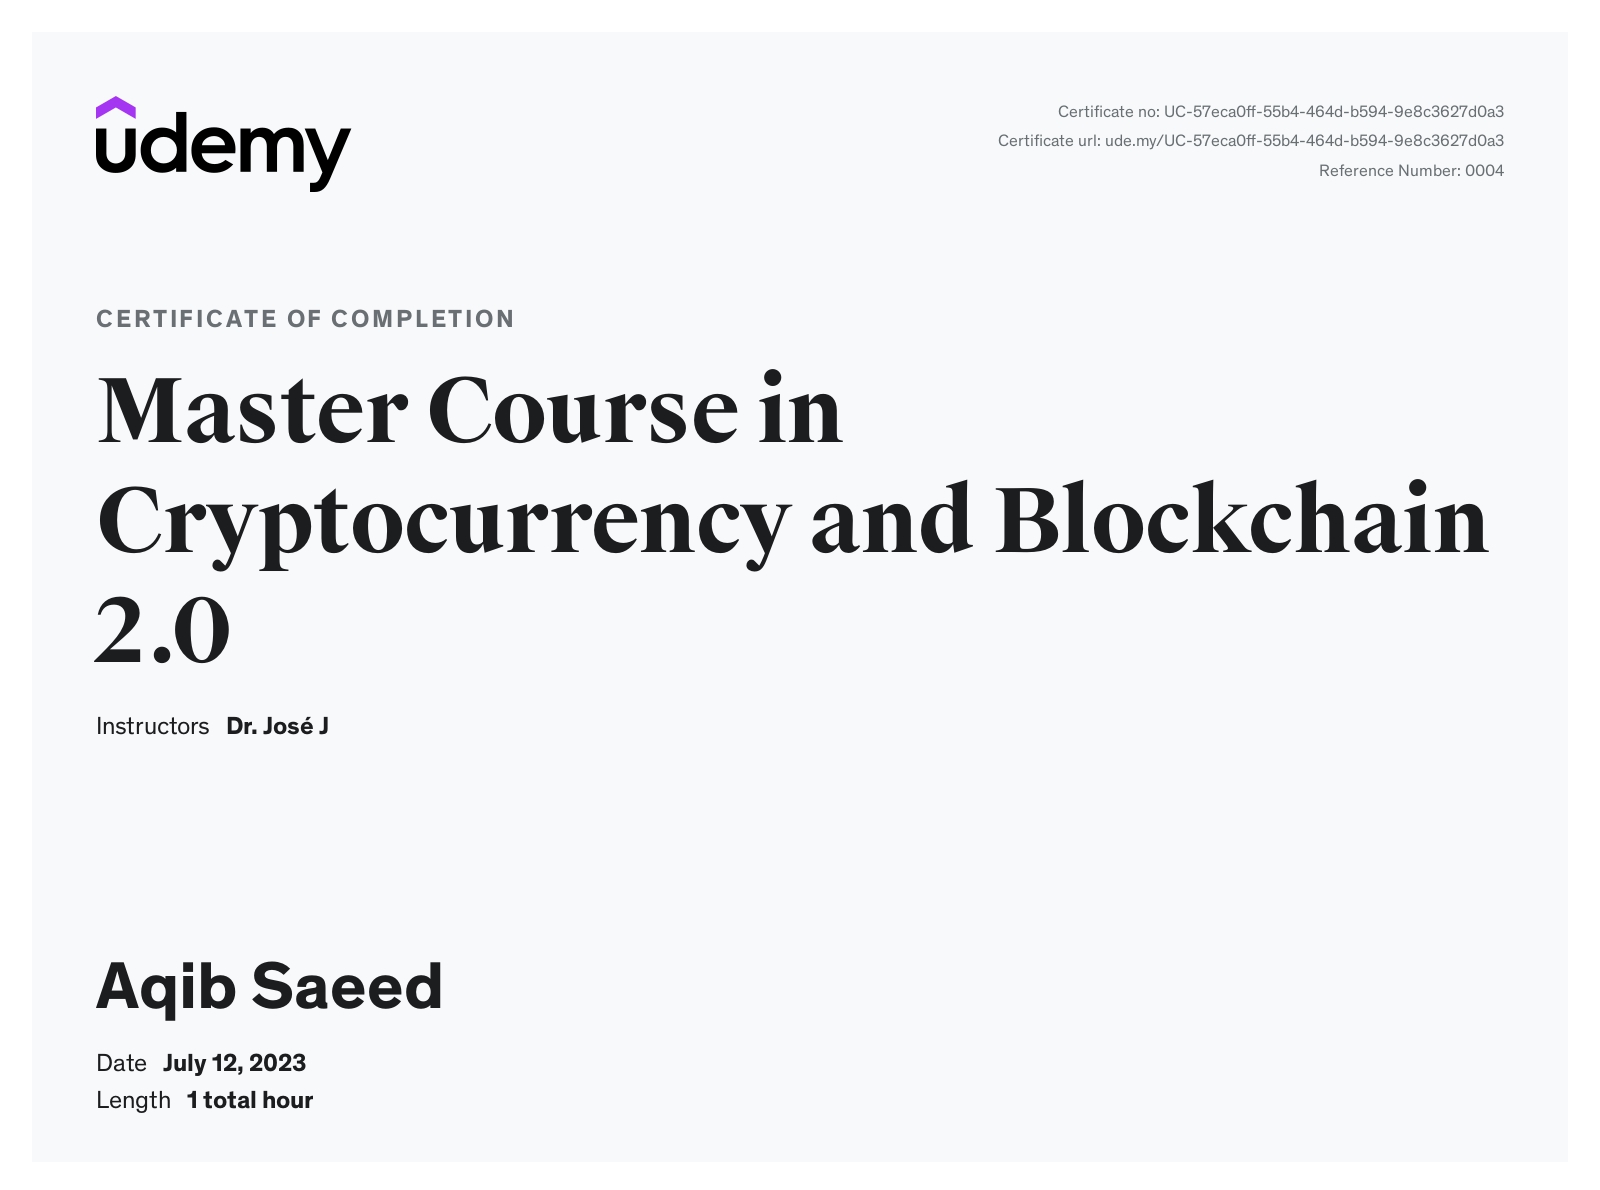 udemy
Certificate no: UC-57eca0ff-55b4-464d-b594-9e8c3627d0a3
Certificate url: ude.my/UC-57eca0ff-55b4-464d-b594-9e8c3627d0a3
Reference Number: 0004
CERTIFICATE OF COMPLETION
Master Course in
Cryptocurrency and Blockchain
2.0
Instructors Dr. José J
Aqib Saeed
Date July 12, 2023
Length 1 total hour